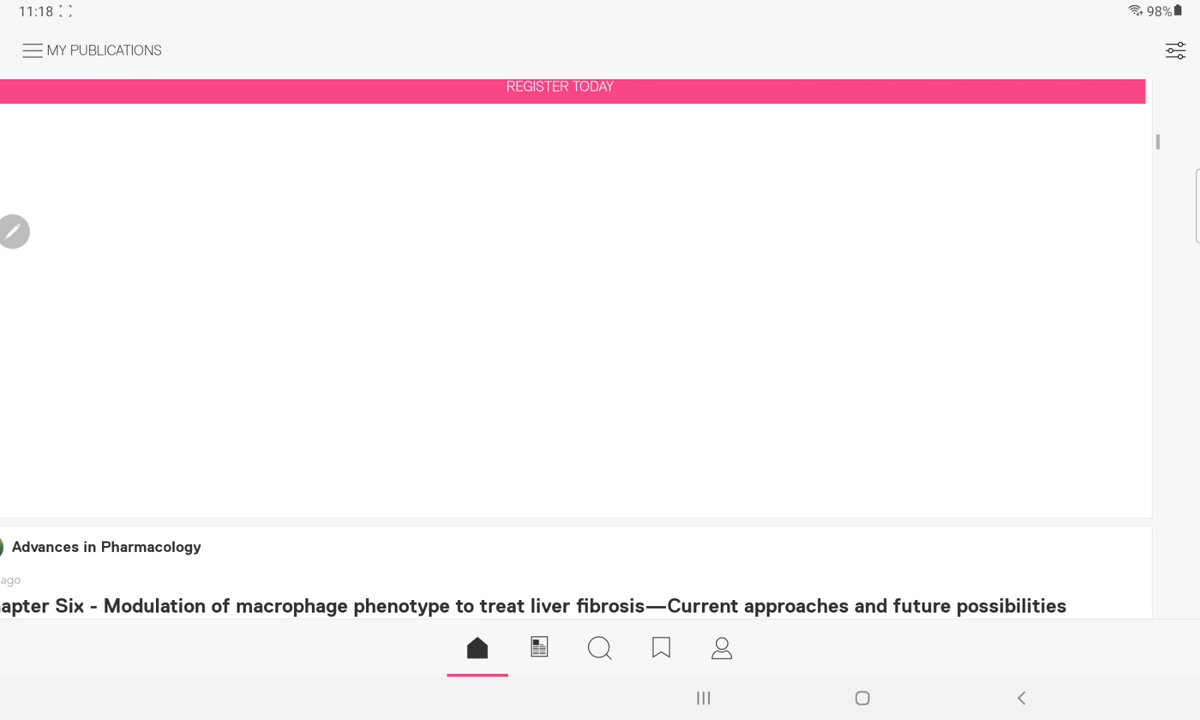 11:18 98%
MY PUBLICATIONS
REGISTER TODAY
Advances in Pharmacology
ago
apter Six - Modulation of macrophage phenotype to treat liver fibrosis—Current approaches and future possibilities